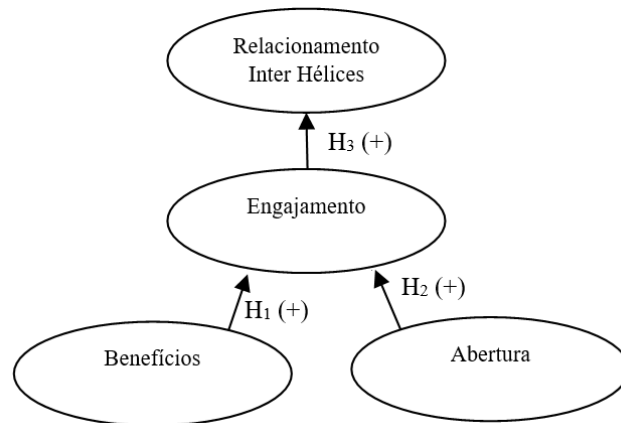 Relacionamento
Inter Hélices
H₃ (+)
Engajamento
H₁ (+)
H₂ (+)
Benefícios
Abertura